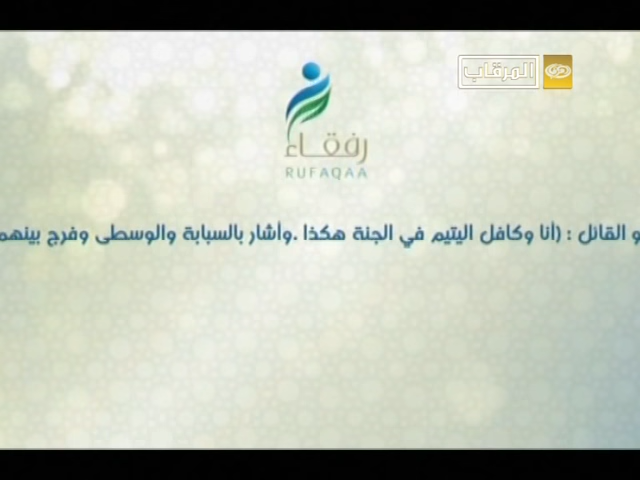 المرقاب
رفقاء
RUFAQAA
القائل : (أنا وكافل اليتيم في الجنة هكذا .وأشار بالسبابة والوسطى وفرج بينهم